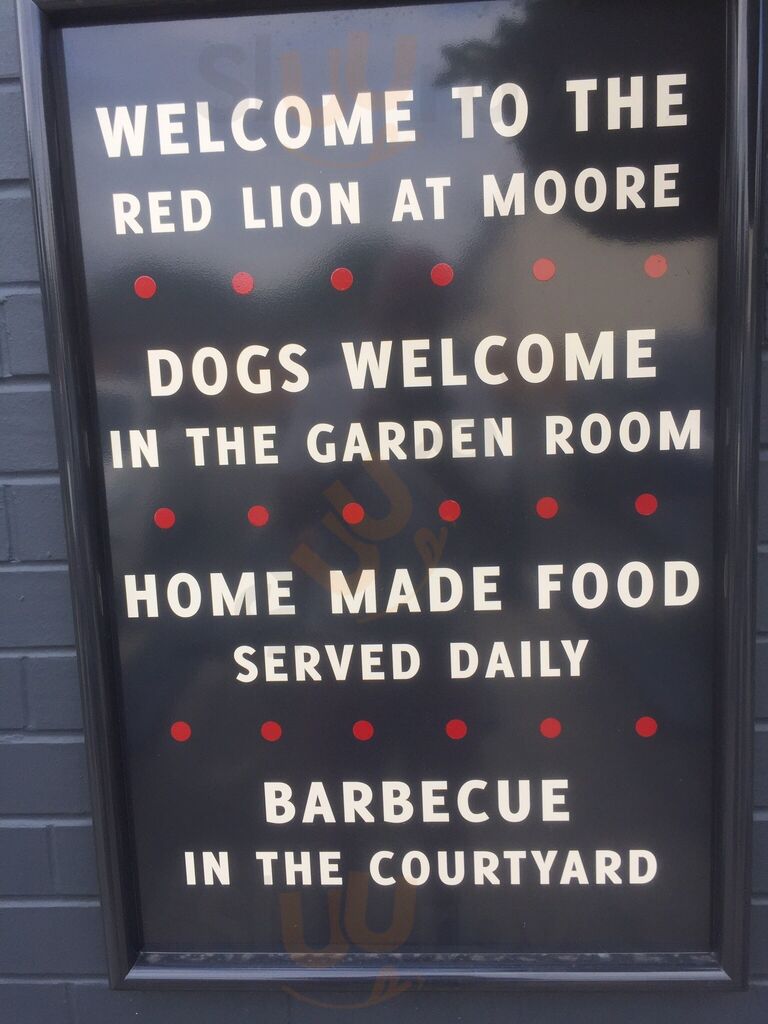 WELCOME TO THE
RED LION AT MOORE
DOGS WELCOME
IN THE GARDEN ROOM
HOME MADE FOOD
SERVED DAILY
BARBECUE
IN THE COURTYARD